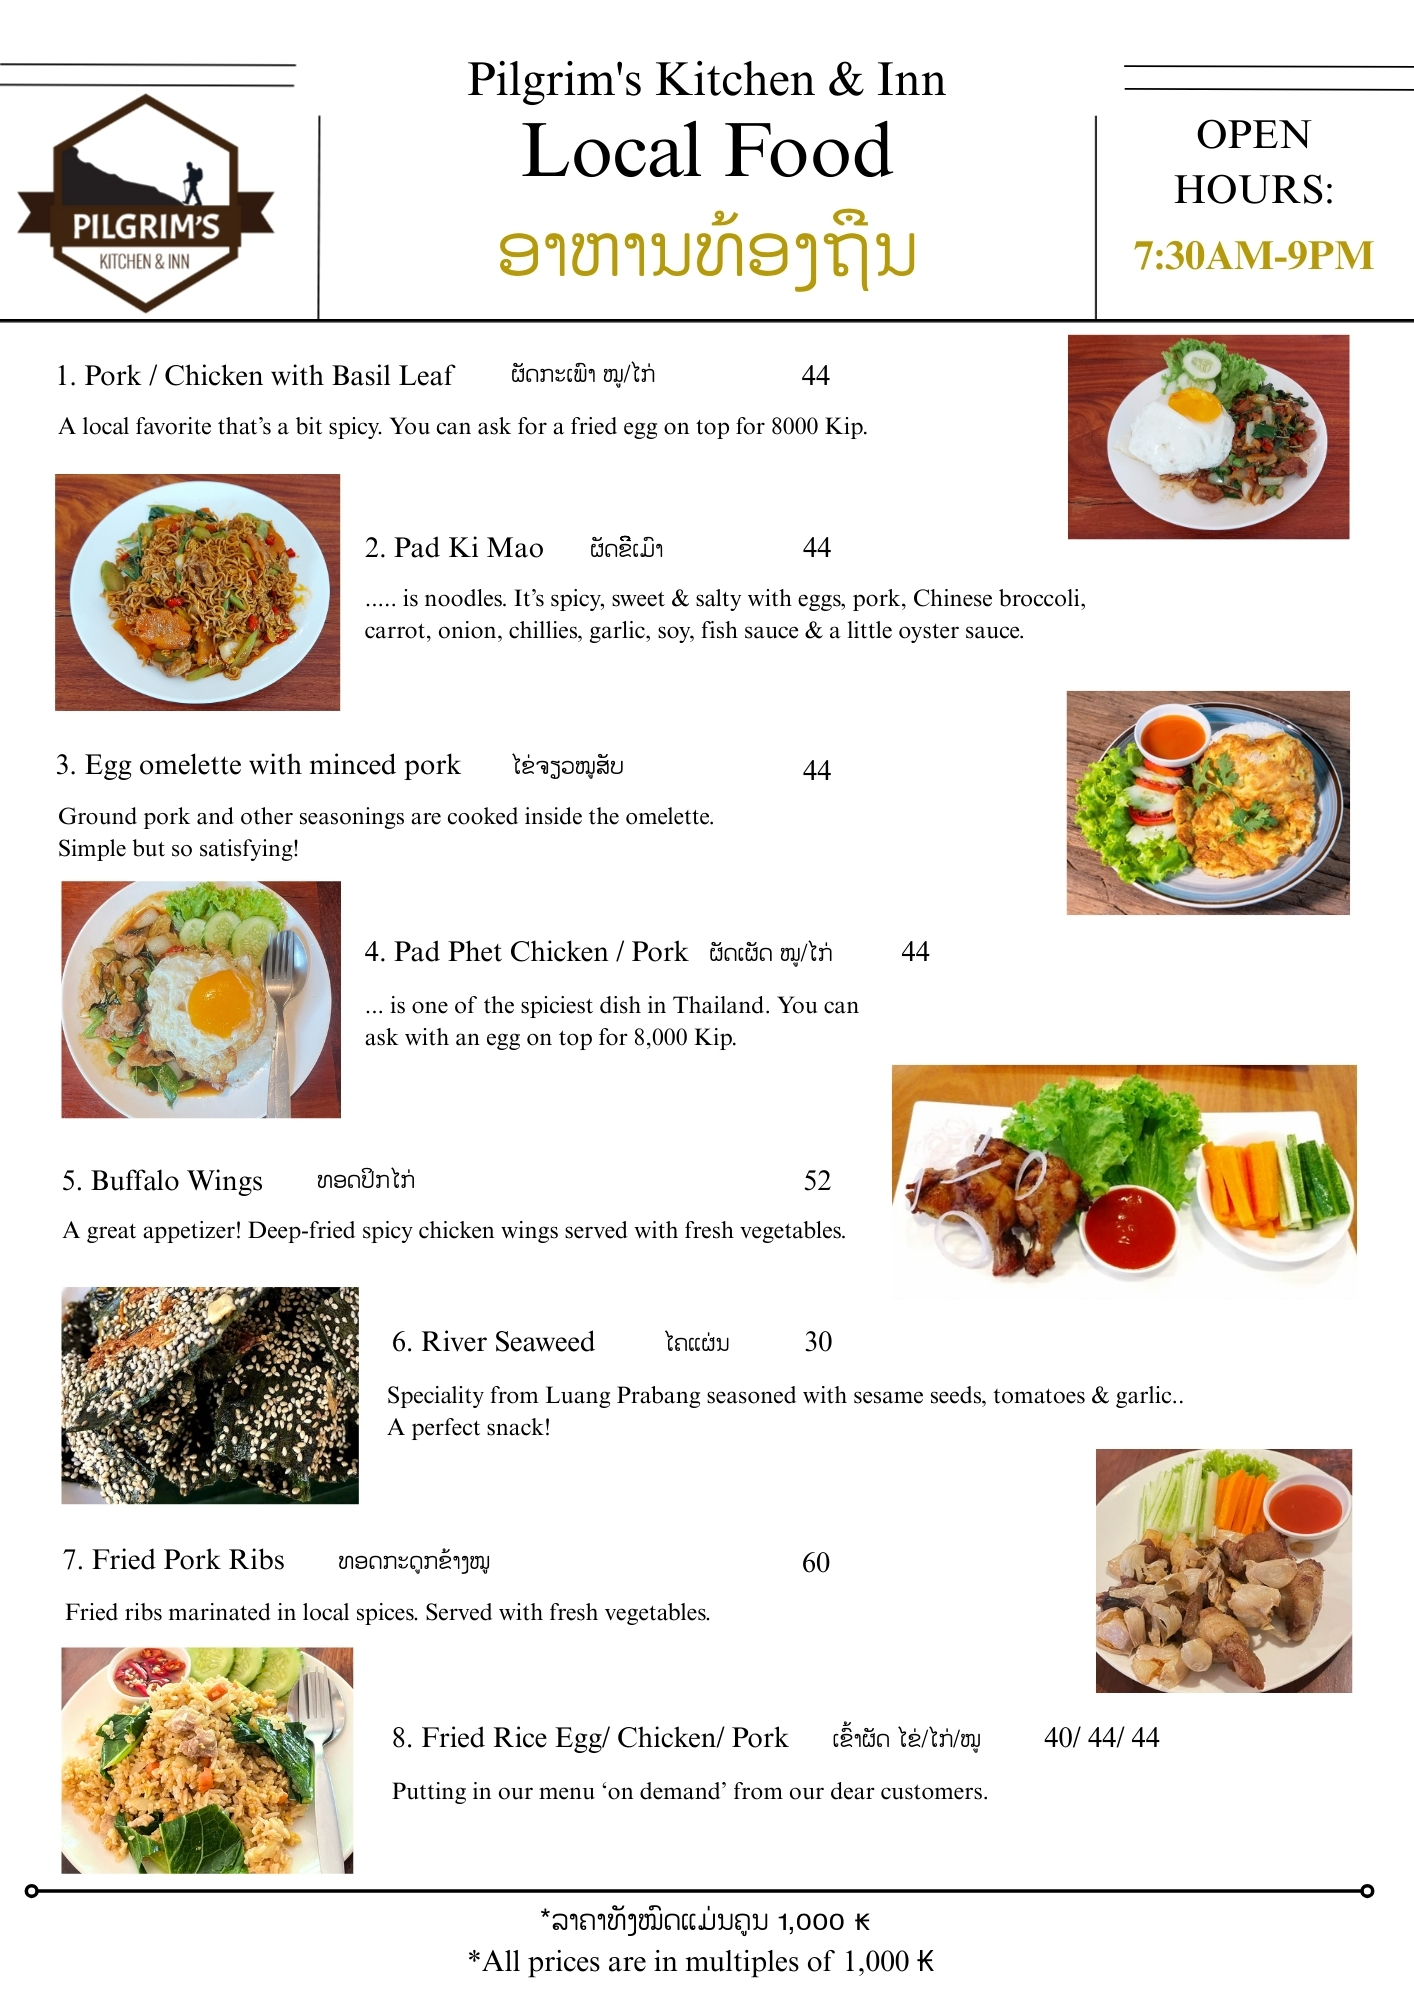 Pilgrim's Kitchen & Inn
Local Food
ອາຫານທ້ອງຖິ່ນ
PILGRIM'S
KITCHEN & INN
OPEN
HOURS:
7:30AM-9PM
1. Pork / Chicken with Basil Leaf ຜັດກະເພົາ ໝູ/ໄກ່ 44
A local favorite that’s a bit spicy. You can ask for a fried egg on top for 8000 Kip.
2. Pad Ki Mao ຜັດຂີ້ເມົາ 44
..... is noodles. It’s spicy, sweet & salty with eggs, pork, Chinese broccoli,
carrot, onion, chillies, garlic, soy, fish sauce & a little oyster sauce.
3. Egg omelette with minced pork ໄຂ່ຈຽວໝູສັບ 44
Ground pork and other seasonings are cooked inside the omelette.
Simple but so satisfying!
4. Pad Phet Chicken / Pork ຜັດເຜັດ ໝູ/ໄກ່ 44
... is one of the spiciest dish in Thailand. You can
ask with an egg on top for 8,000 Kip.
5. Buffalo Wings ທອດປີກໄກ່ 52
A great appetizer! Deep-fried spicy chicken wings served with fresh vegetables.
6. River Seaweed ໄຄແຜ່ນ 30
Speciality from Luang Prabang seasoned with sesame seeds, tomatoes & garlic..
A perfect snack!
7. Fried Pork Ribs ທອດກະດູກຂ້າງໝູ 60
Fried ribs marinated in local spices. Served with fresh vegetables.
8. Fried Rice Egg/ Chicken/ Pork ເຂົ້າຜັດ ໄຂ່/ໄກ່/ໝູ 40/ 44/ 44
Putting in our menu ‘on demand’ from our dear customers.
*ລາຄາທັງໝົດແມ່ນຄູນ 1,000 ₭
*All prices are in multiples of 1,000 ₭